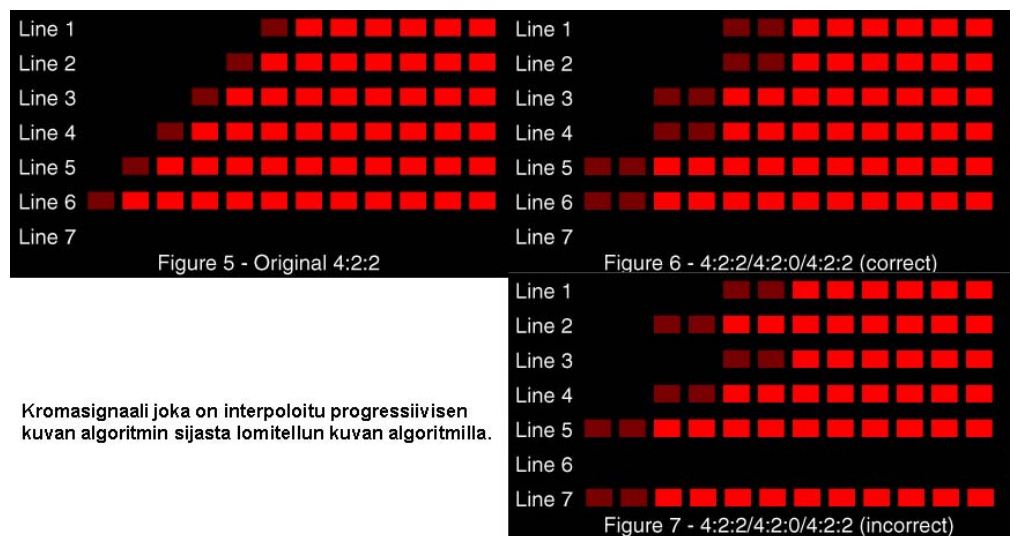 Line 1
Line 2
Line 3
Line 4
Line 5
Line 6
Line 7
Figure 5 - Original 4:2:2
Line 1
Line 2
Line 3
Line 4
Line 5
Line 6
Line 7
Figure 6 - 4:2:2/4:2:0/4:2:2 (correct)
Kromasignaali joka on interpoloitu progressiivisen
kuvan algoritmin sijasta lomitellun kuvan algoritmilla.
Line 1
Line 2
Line 3
Line 4
Line 5
Line 6
Line 7
Figure 7 - 4:2:2/4:2:0/4:2:2 (incorrect)